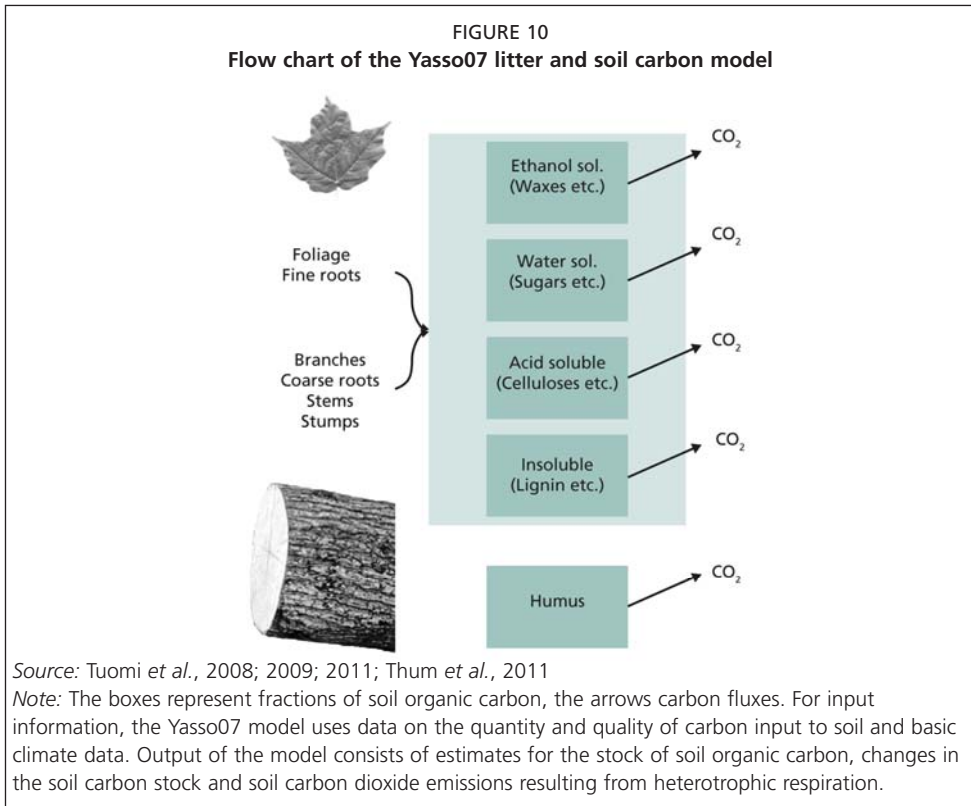 FIGURE 10
Flow chart of the Yasso07 litter and soil carbon model
CO₂
Ethanol sol.
(Waxes etc.)
CO₂
Foliage
Fine roots
Water sol.
(Sugars etc.)
CO₂
Branches
Coarse roots
Stems
Stumps
Acid soluble
(Celluloses etc.)
CO₂
Insoluble
(Lignin etc.)
CO₂
Humus
Source: Tuomi et al., 2008; 2009; 2011; Thum et al., 2011
Note: The boxes represent fractions of soil organic carbon, the arrows carbon fluxes. For input
information, the Yasso07 model uses data on the quantity and quality of carbon input to soil and basic
climate data. Output of the model consists of estimates for the stock of soil organic carbon, changes in
the soil carbon stock and soil carbon dioxide emissions resulting from heterotrophic respiration.